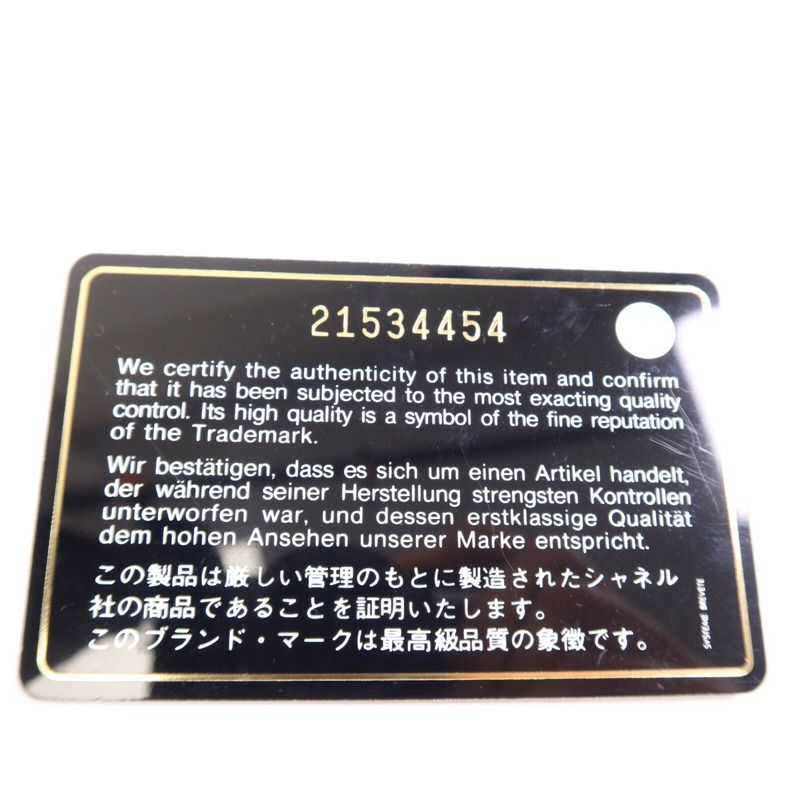 21534454
We certify the authenticity of this item and confirm
that it has been subjected to the most exacting quality
control. Its high quality is a symbol of the fine reputation
of the Trademark.
Wir bestätigen, dass es sich um einen Artikel handelt,
der während seiner Herstellung strengsten Kontrollen
unterworfen war, und dessen erstklassige Qualität
dem hohen Ansehen unserer Marke entspricht.
この製品は厳しい管理のもとに製造されたシャネル
社の商品であることを証明いたします。
このブランド・マークは最高級品質の象徴です。
SYSTEME BREVETE